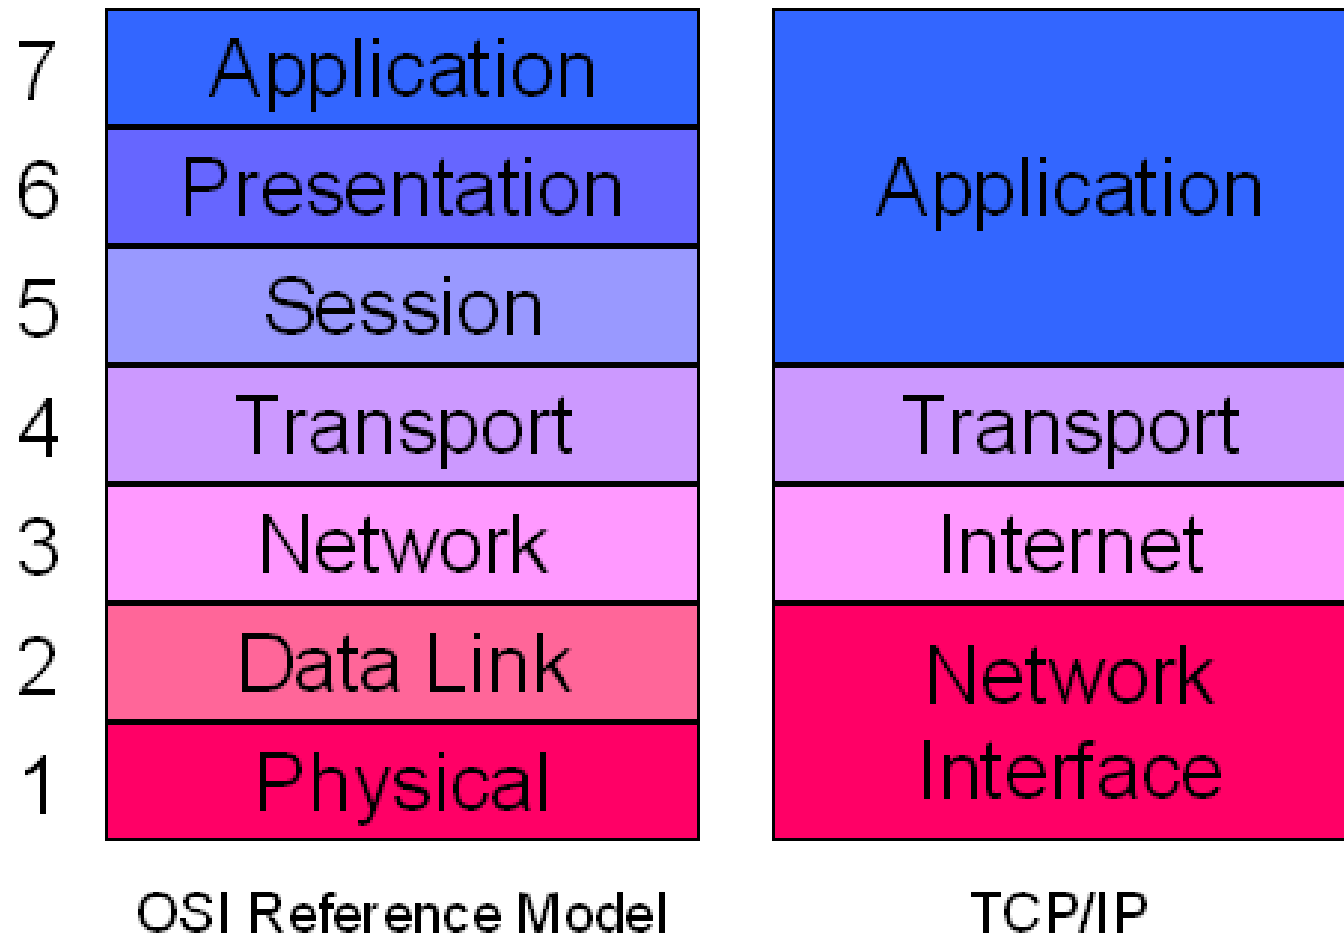 7 Application
6 Presentation
5 Session
4 Transport
3 Network
2 Data Link
1 Physical
OSI Reference Model
Application
Transport
Internet
Network
Interface
TCP/IP